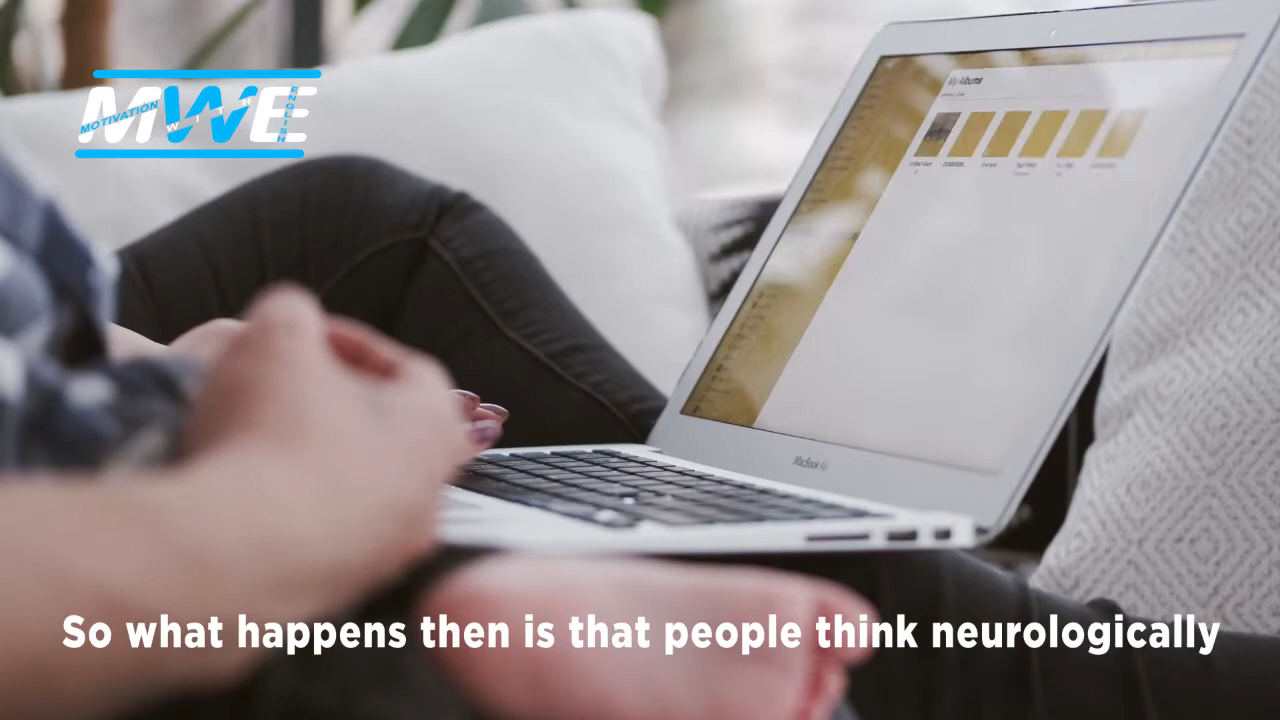 MWE
MOTIVATION
WITH
ENGLISH
My Albums
MacBook Air
So what happens then is that people think neurologically